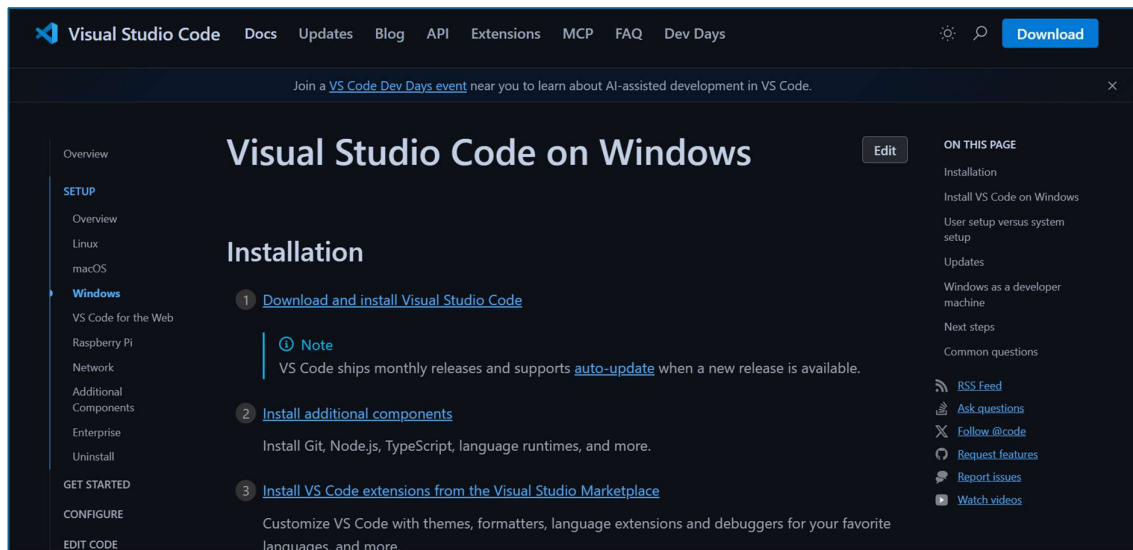 Visual Studio Code Docs Updates Blog API Extensions MCP FAQ Dev Days Download
Join a VS Code Dev Days event near you to learn about AI-assisted development in VS Code.
Overview
SETUP
Overview
Linux
macOS
Windows
VS Code for the Web
Raspberry Pi
Network
Additional
Components
Enterprise
Uninstall
GET STARTED
CONFIGURE
EDIT CODE
Visual Studio Code on Windows
Edit
Installation
1 Download and install Visual Studio Code
Note
VS Code ships monthly releases and supports auto-update when a new release is available.
2 Install additional components
Install Git, Node.js, TypeScript, language runtimes, and more.
3 Install VS Code extensions from the Visual Studio Marketplace
Customize VS Code with themes, formatters, language extensions and debuggers for your favorite
languages, and more.
ON THIS PAGE
Installation
Install VS Code on Windows
User setup versus system
setup
Updates
Windows as a developer
machine
Next steps
Common questions
RSS Feed
Ask questions
Follow @code
Request features
Report issues
Watch videos